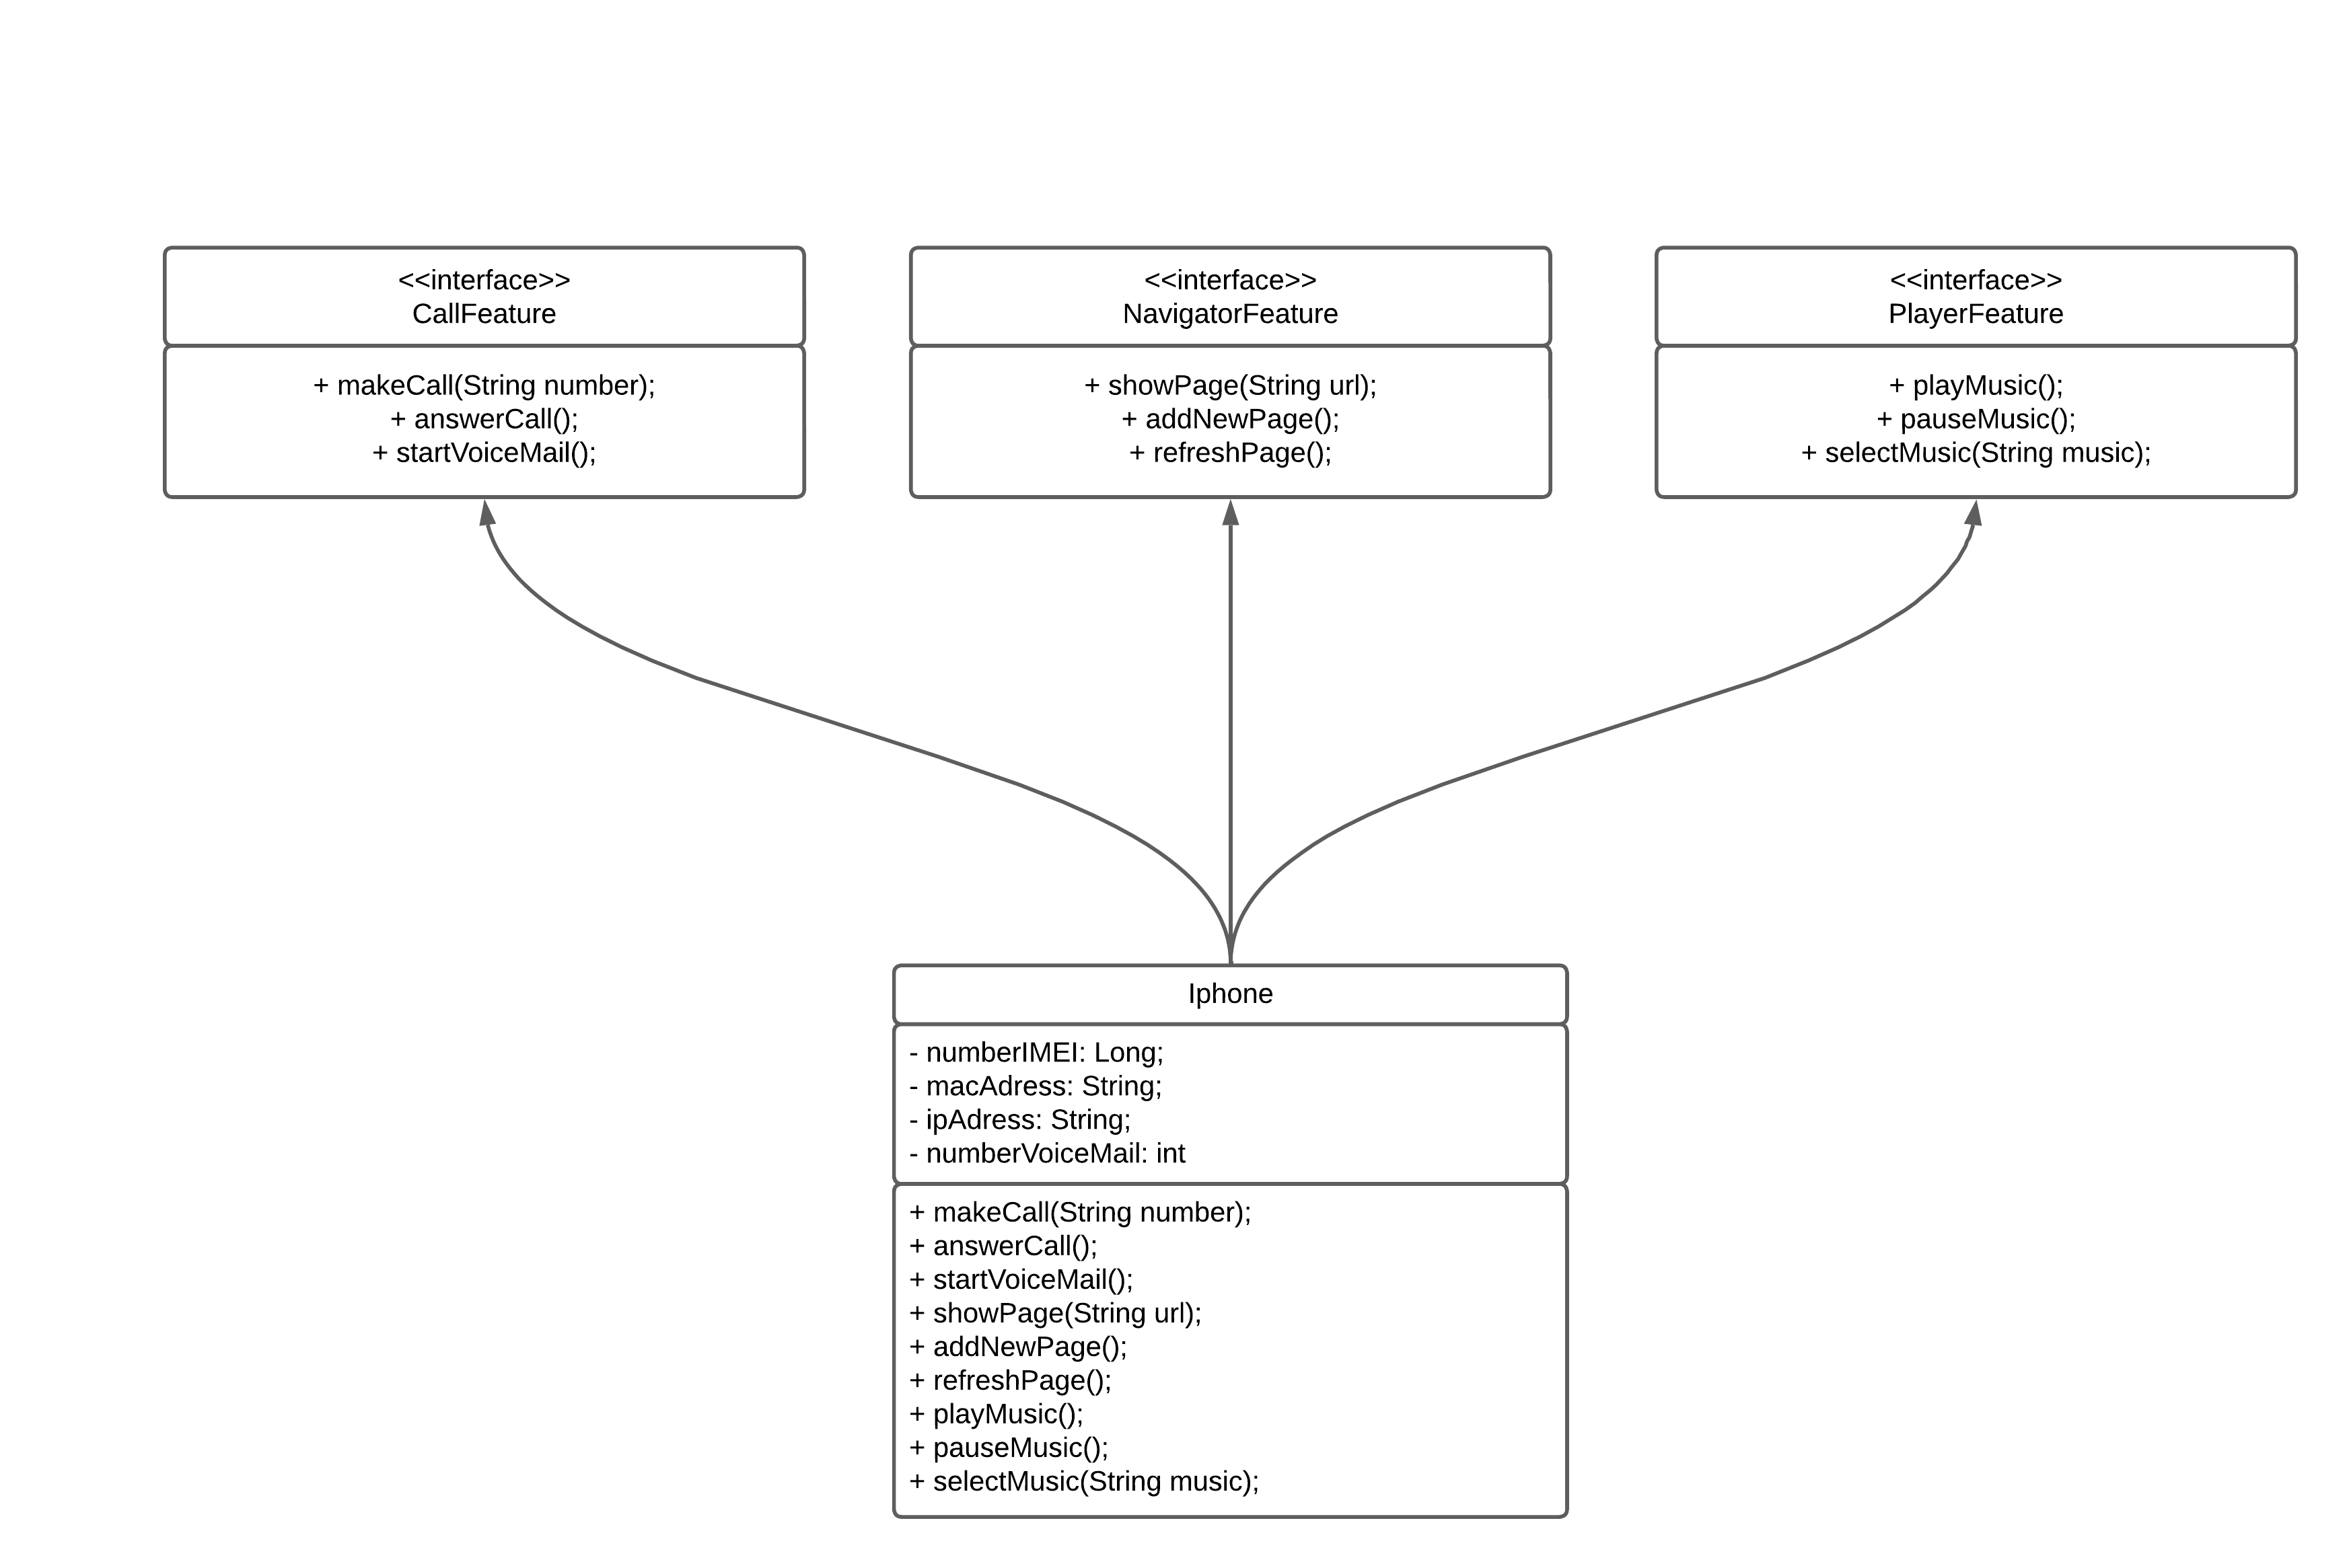 <<interface>>
CallFeature
+ makeCall(String number);
+ answerCall();
+ startVoiceMail();
<<interface>>
NavigatorFeature
+ showPage(String url);
+ addNewPage();
+ refreshPage();
<<interface>>
PlayerFeature
+ playMusic();
+ pauseMusic();
+ selectMusic(String music);
Iphone
- numberIMEI: Long;
- macAdress: String;
- ipAdress: String;
- numberVoiceMail: int
+ makeCall(String number);
+ answerCall();
+ startVoiceMail();
+ showPage(String url);
+ addNewPage();
+ refreshPage();
+ playMusic();
+ pauseMusic();
+ selectMusic(String music);